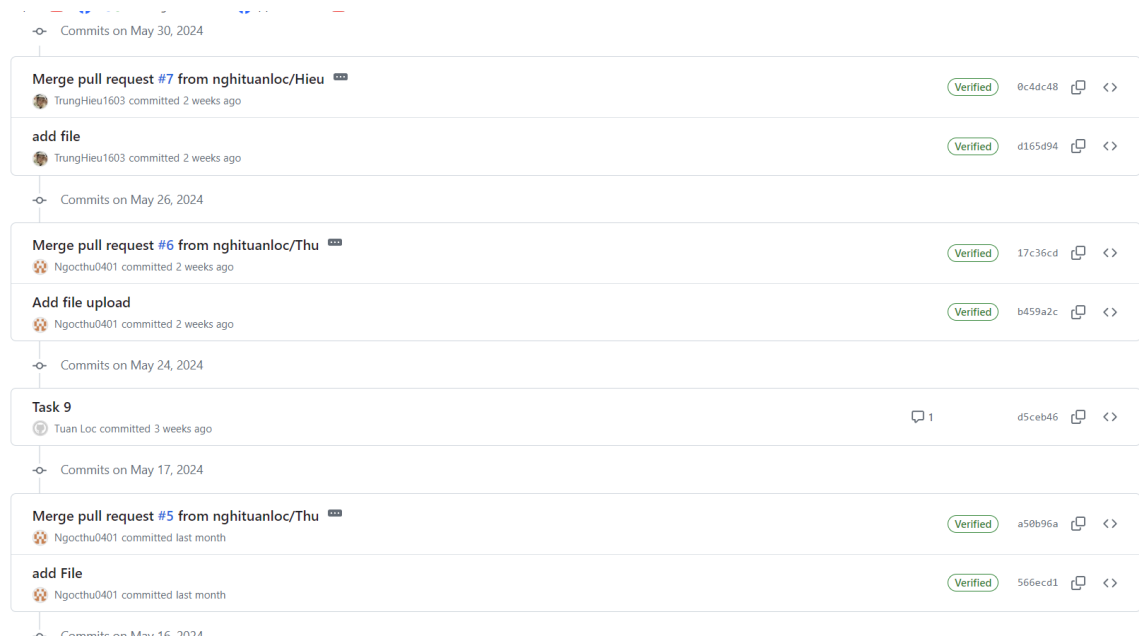 Commits on May 30, 2024
Merge pull request #7 from nghituanloc/Hieu
TrungHieu1603 committed 2 weeks ago
Verified
0c4dc48
add file
TrungHieu1603 committed 2 weeks ago
Verified
d165d94
Commits on May 26, 2024
Merge pull request #6 from nghituanloc/Thu
Ngocthu0401 committed 2 weeks ago
Verified
17c36cd
Add file upload
Ngocthu0401 committed 2 weeks ago
Verified
b459a2c
Commits on May 24, 2024
Task 9
Tuan Loc committed 3 weeks ago
1
d5ceb46
Commits on May 17, 2024
Merge pull request #5 from nghituanloc/Thu
Ngocthu0401 committed last month
Verified
a50b96a
add File
Ngocthu0401 committed last month
Verified
566ecd1
Commits on May 16, 2024